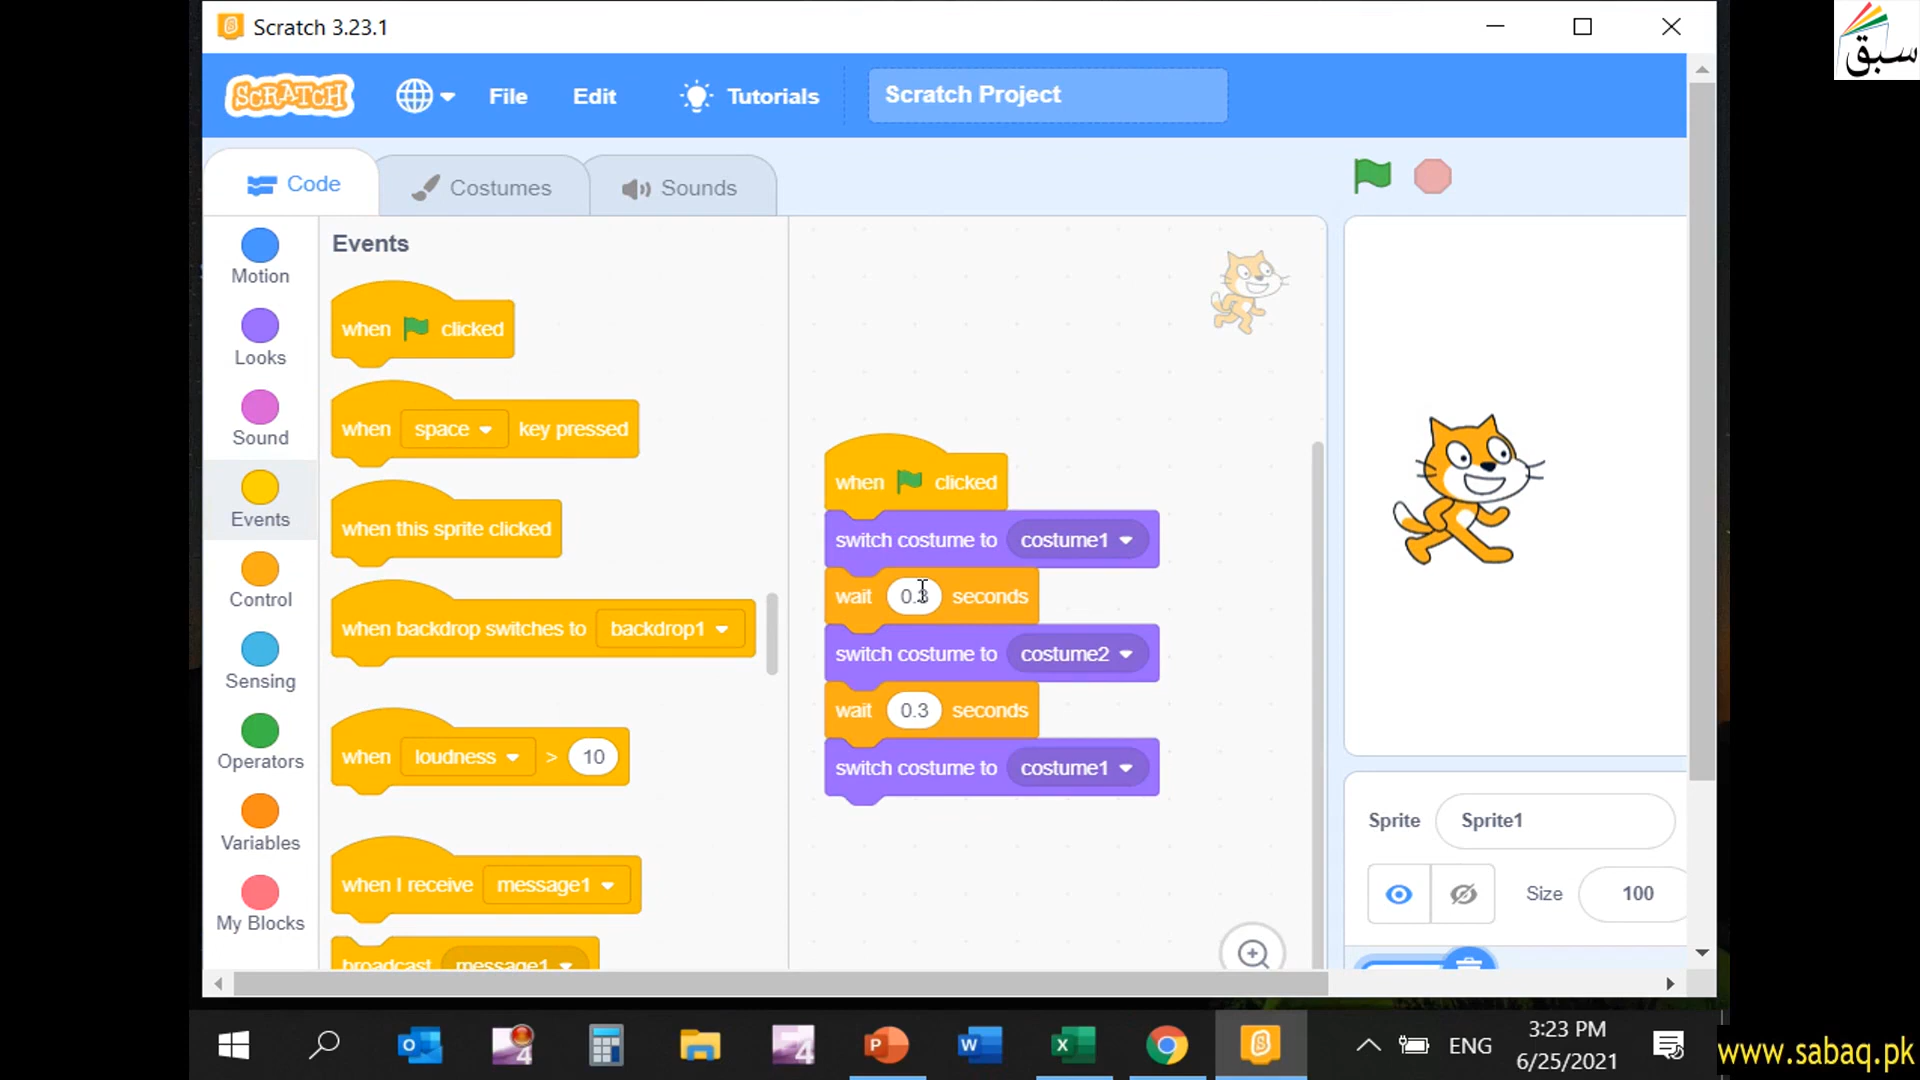 Scratch 3.23.1
سبق
SCRATCH
File
Edit
Tutorials
Scratch Project
Code
Costumes
Sounds
Motion
Looks
Sound
Events
Control
Sensing
Operators
Variables
My Blocks
Events
when clicked
when space key pressed
when this sprite clicked
when backdrop switches to backdrop1
when loudness > 10
when I receive message1
broadcast message1
when clicked
switch costume to costume1
wait 0.3 seconds
switch costume to costume2
wait 0.3 seconds
switch costume to costume1
Sprite Sprite1
Size 100
ENG
3:23 PM
6/25/2021
www.sabaq.pk